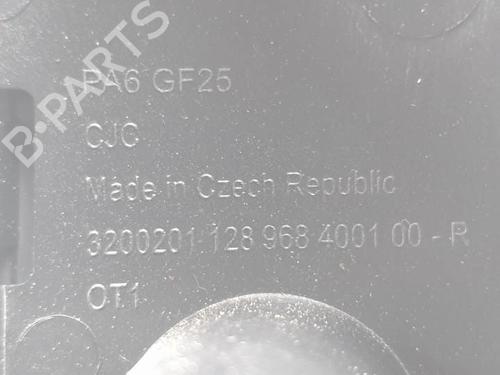 B-PARTS
PA6 GF25
CJC
Made in Czech Republic
3200201 128 968 4001 00 - R
OT1